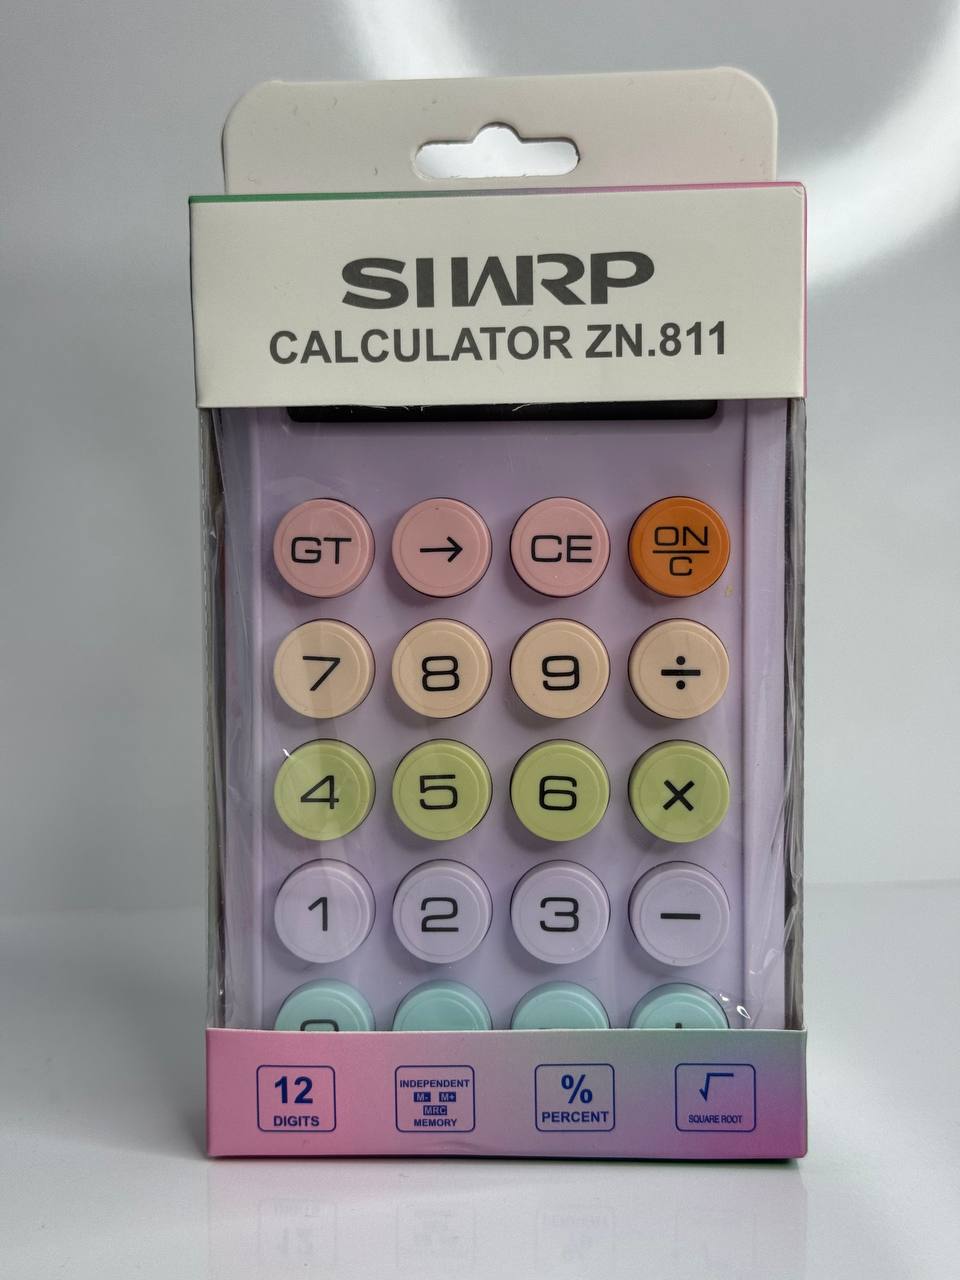 SIWRP
CALCULATOR ZN.811
GT → CE ON/C
7 8 9 ÷
4 5 6 ×
1 2 3 −
12
DIGITS
INDEPENDENT
M- M+
MRC
MEMORY
%
PERCENT
√
SQUARE ROOT